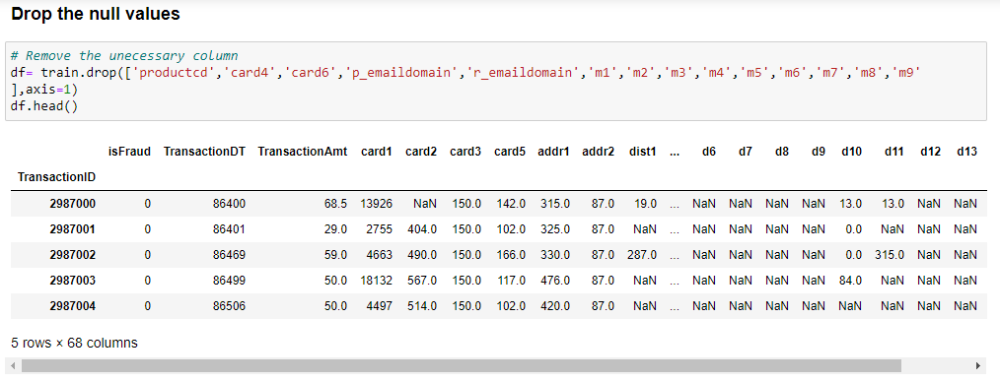 Drop the null values
# Remove the unecessary column
df= train.drop(['productcd','card4','card6','p_emaildomain','r_emaildomain','m1','m2','m3','m4','m5','m6','m7','m8','m9'
],axis=1)
df.head()
isFraud TransactionDT TransactionAmt card1 card2 card3 card5 addr1 addr2 dist1 ... d6 d7 d8 d9 d10 d11 d12 d13
TransactionID
2987000 0 86400 68.5 13926 NaN 150.0 142.0 315.0 87.0 19.0 ... NaN NaN NaN NaN 13.0 13.0 NaN NaN
2987001 0 86401 29.0 2755 404.0 150.0 102.0 325.0 87.0 NaN ... NaN NaN NaN NaN 0.0 NaN NaN NaN
2987002 0 86469 59.0 4663 490.0 150.0 166.0 330.0 87.0 287.0 ... NaN NaN NaN NaN 0.0 315.0 NaN NaN
2987003 0 86499 50.0 18132 567.0 150.0 117.0 476.0 87.0 NaN ... NaN NaN NaN NaN 84.0 NaN NaN NaN
2987004 0 86506 50.0 4497 514.0 150.0 102.0 420.0 87.0 NaN ... NaN NaN NaN NaN NaN NaN NaN NaN
5 rows × 68 columns